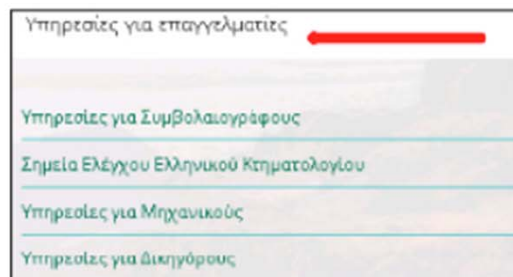 Υπηρεσίες για επαγγελματίες
Υπηρεσίες για Συμβολαιογράφους
Σημεία Ελέγχου Ελληνικού Κτηματολογίου
Υπηρεσίες για Μηχανικούς
Υπηρεσίες για Δικηγόρους